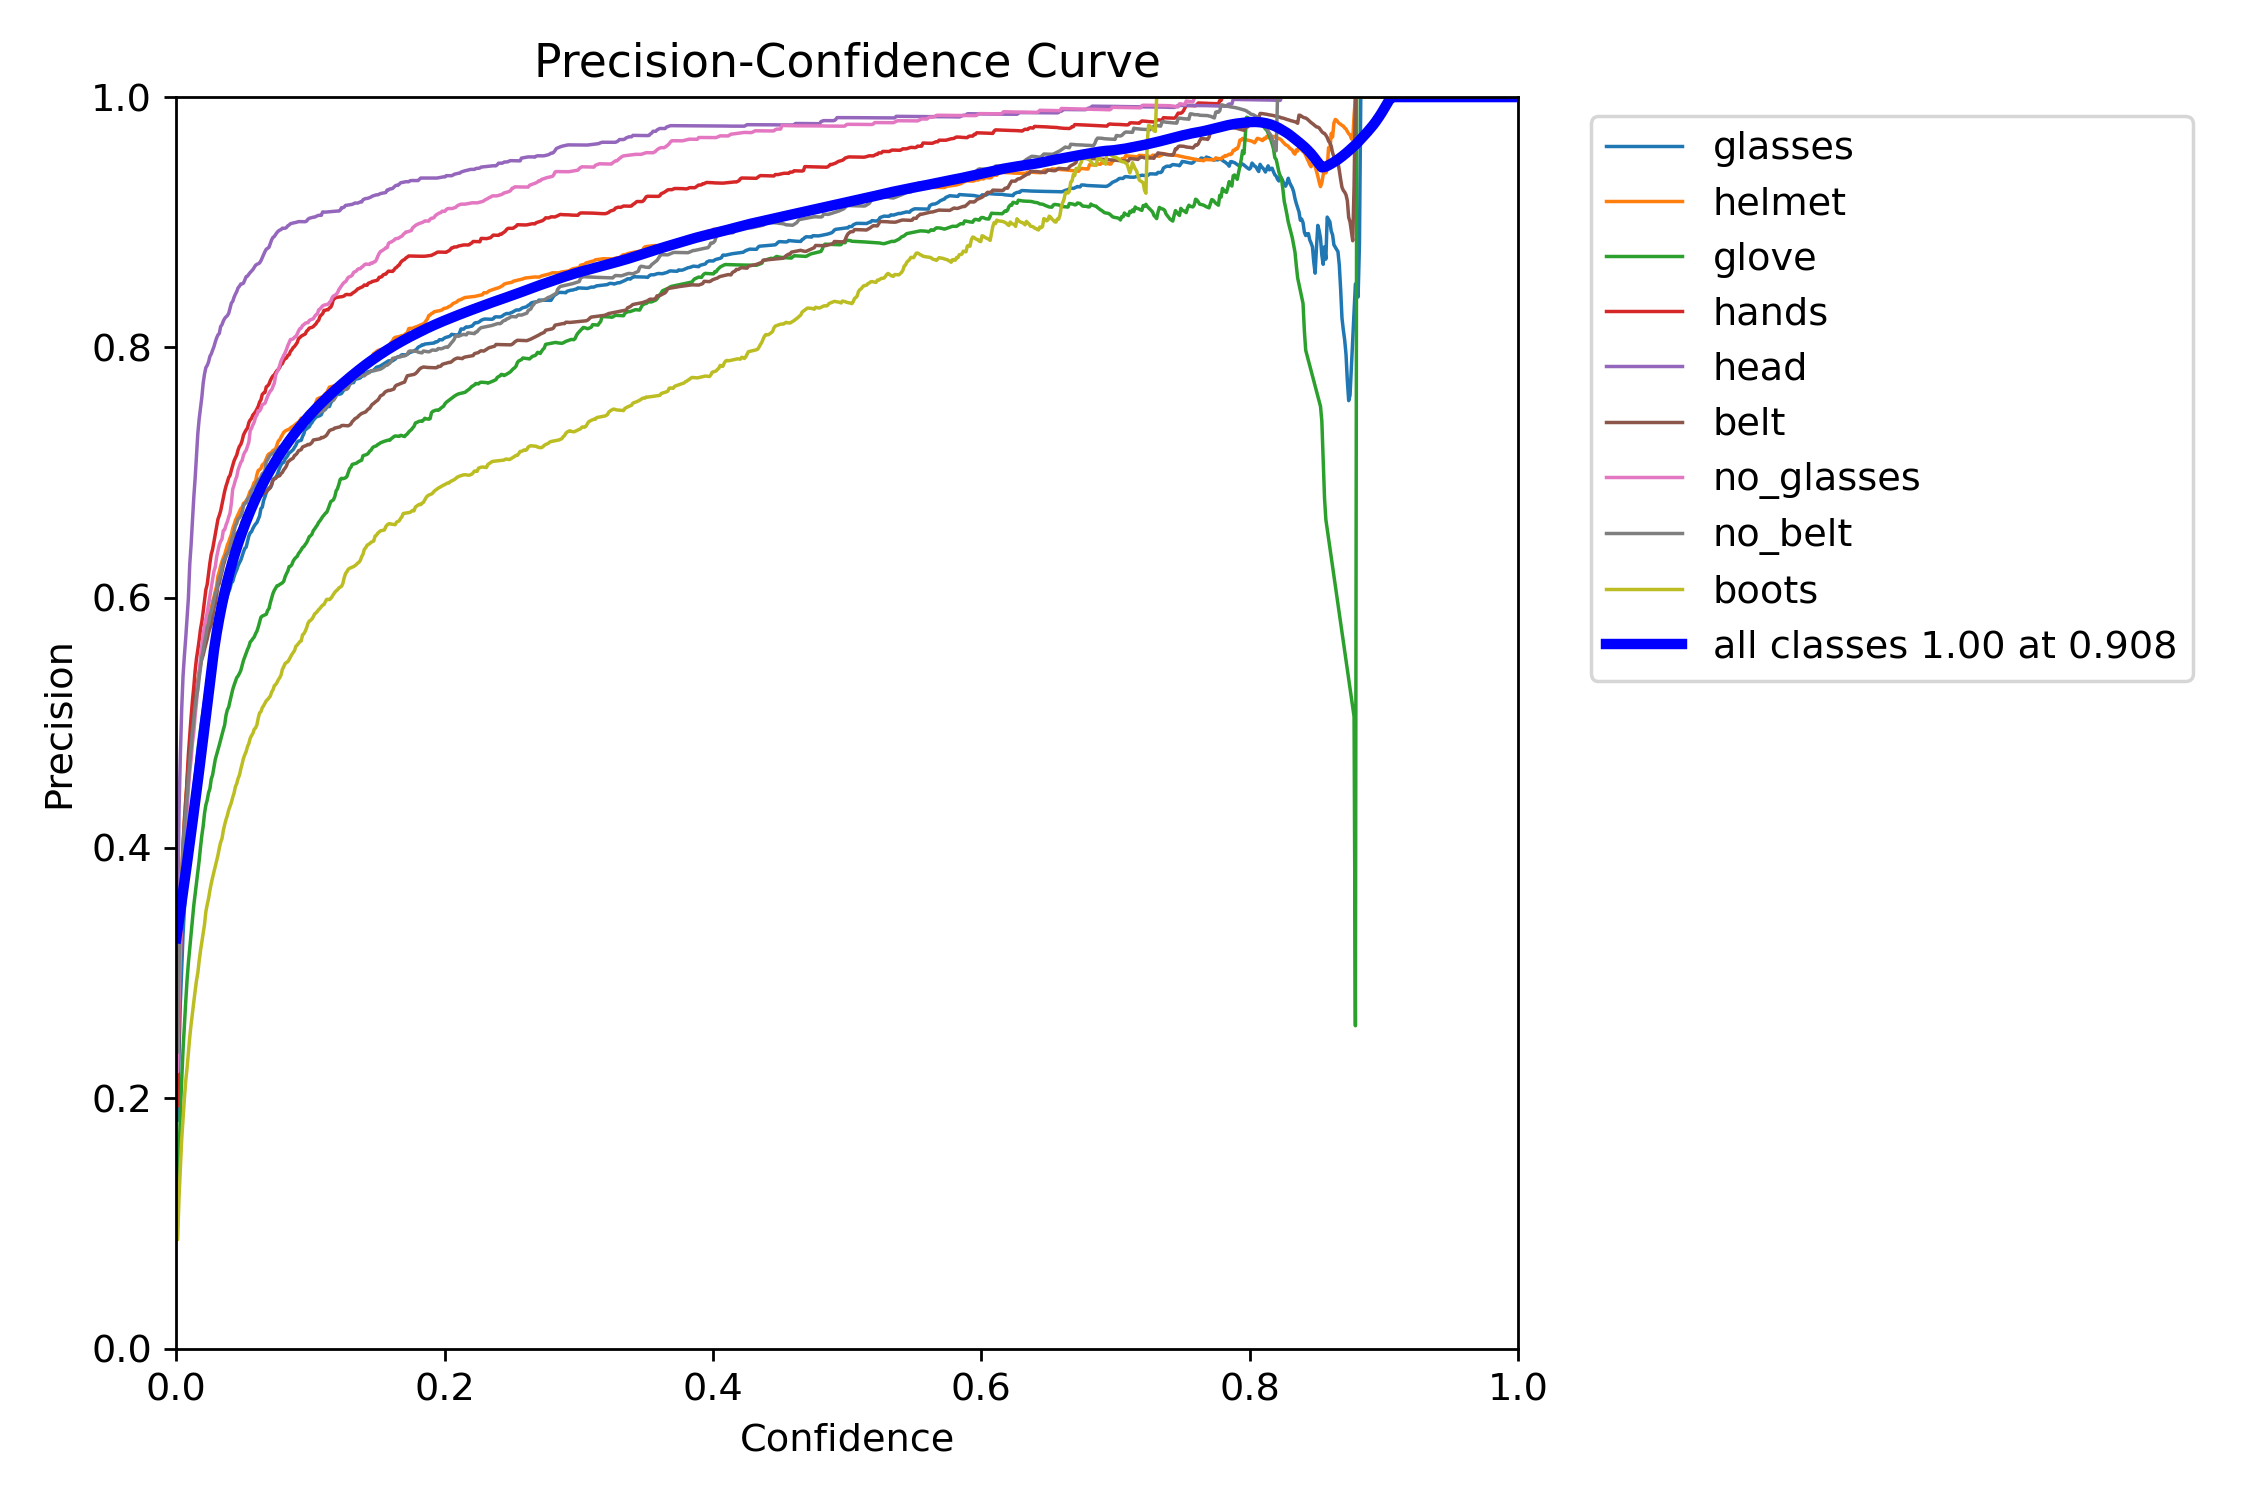 Precision-Confidence Curve
1.0
0.8
0.6
0.4
0.2
0.0
Precision
0.0 0.2 0.4 0.6 0.8 1.0
Confidence
glasses
helmet
glove
hands
head
belt
no_glasses
no_belt
boots
all classes 1.00 at 0.908